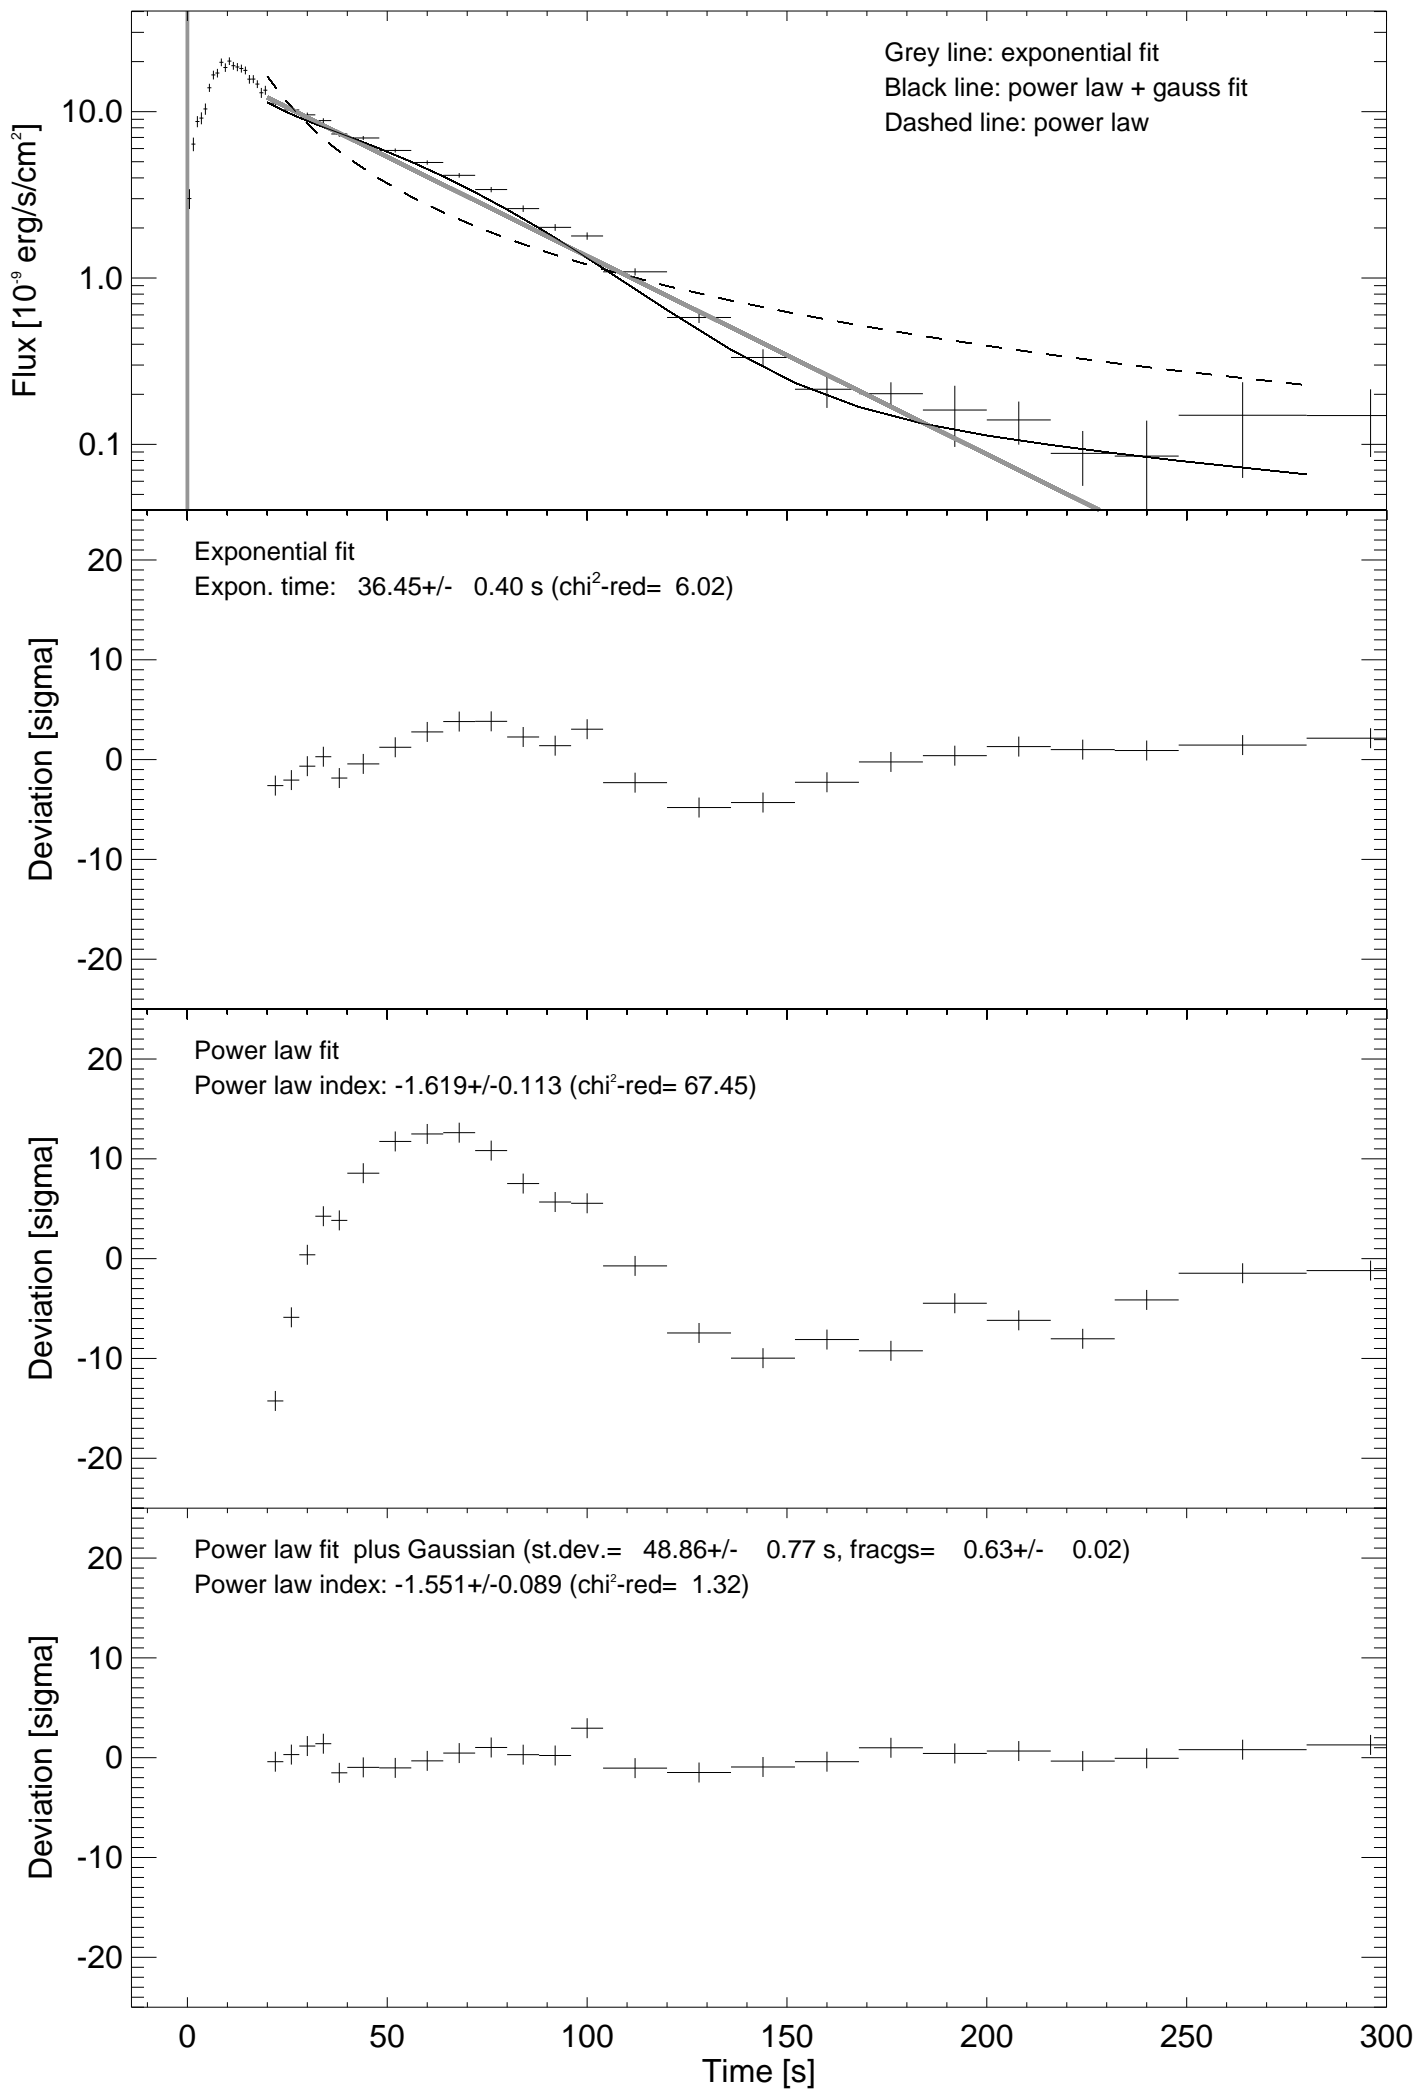 Grey line: exponential fit
Black line: power law + gauss fit
Dashed line: power law
10.0
1.0
0.1
Flux [10⁻⁹ erg/s/cm²]
Exponential fit
Expon. time: 36.45+/- 0.40 s (chi²-red= 6.02)
20
10
0
-10
-20
Deviation [sigma]
Power law fit
Power law index: -1.619+/-0.113 (chi²-red= 67.45)
20
10
0
-10
-20
Deviation [sigma]
Power law fit plus Gaussian (st.dev.= 48.86+/- 0.77 s, fracgs= 0.63+/- 0.02)
Power law index: -1.551+/-0.089 (chi²-red= 1.32)
20
10
0
-10
-20
Deviation [sigma]
0 50 100 150 200 250 300
Time [s]